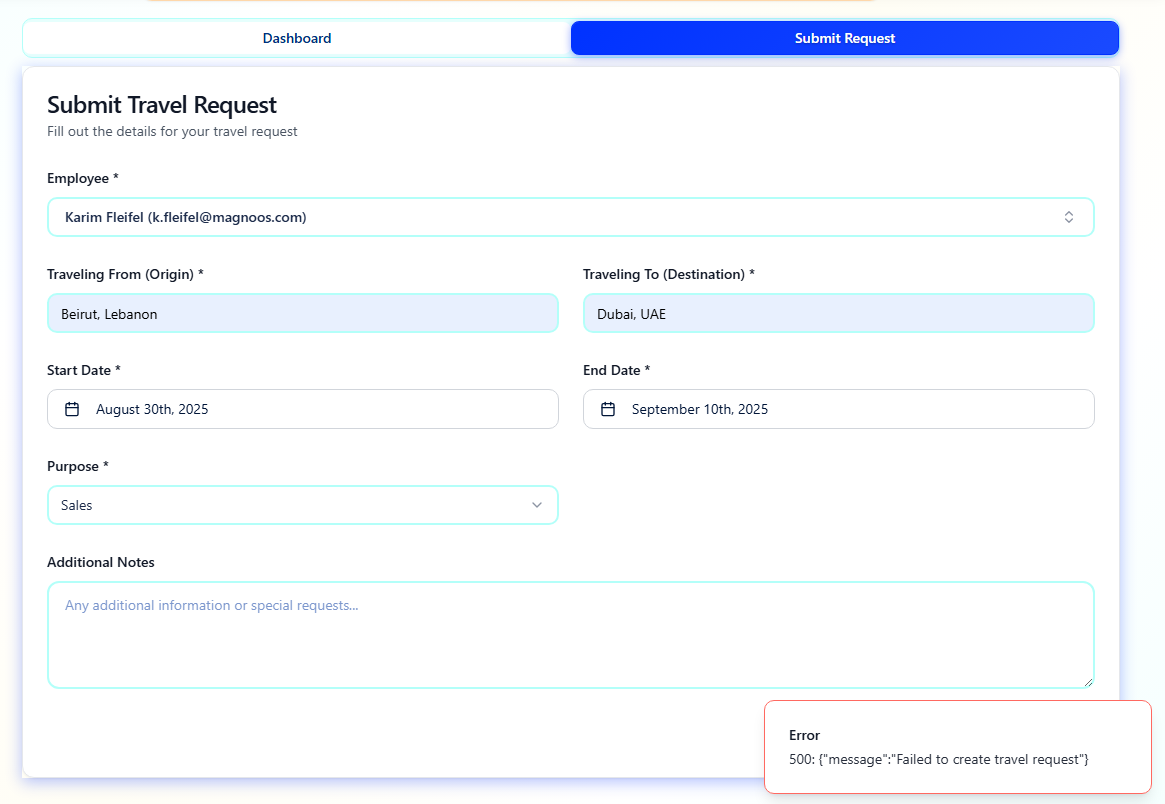 Dashboard
Submit Request
Submit Travel Request
Fill out the details for your travel request
Employee *
Karim Fleifel (k.fleifel@magnoos.com)
Traveling From (Origin) *
Traveling To (Destination) *
Beirut, Lebanon
Dubai, UAE
Start Date *
End Date *
August 30th, 2025
September 10th, 2025
Purpose *
Sales
Additional Notes
Any additional information or special requests...
Error
500: {"message":"Failed to create travel request"}